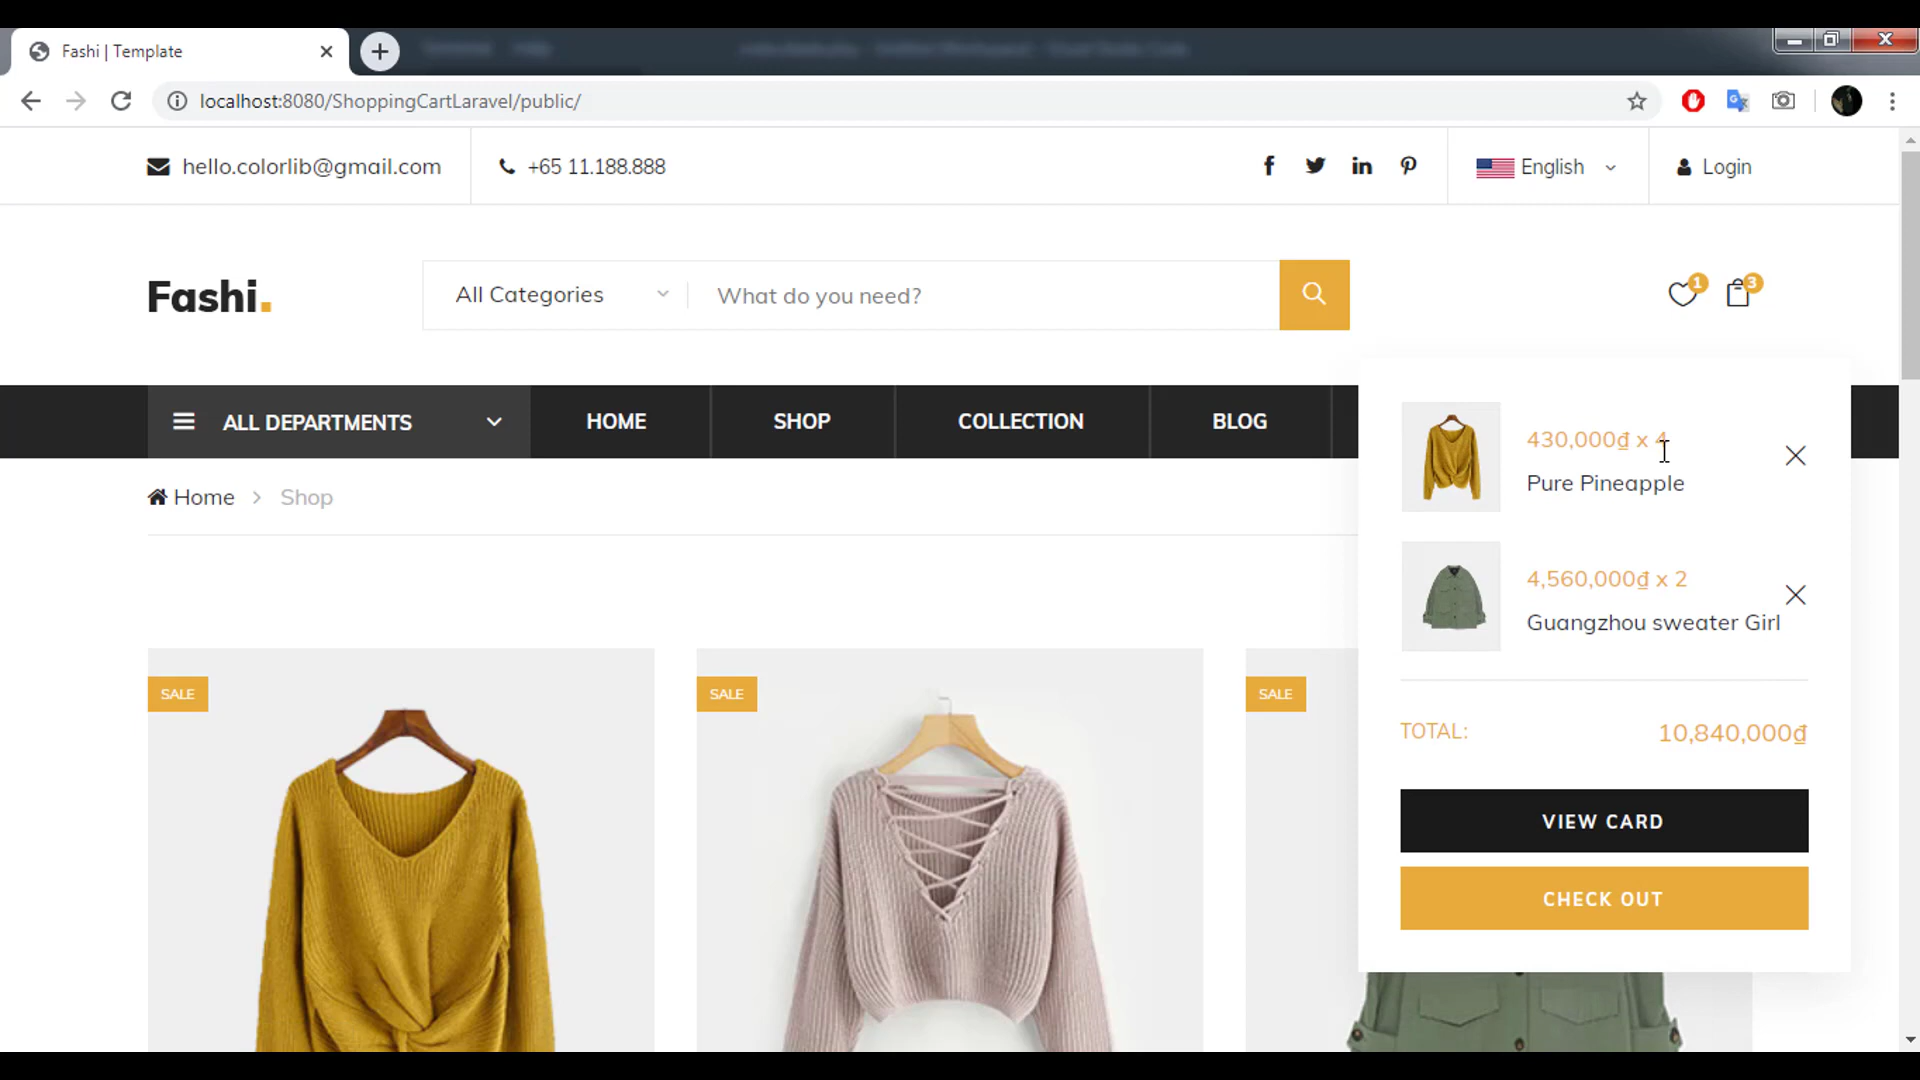 Fashi | Template
localhost:8080/ShoppingCartLaravel/public/
hello.colorlib@gmail.com
+65 11.188.888
English
Login
Fashi.
All Categories
What do you need?
1
3
ALL DEPARTMENTS
HOME
SHOP
COLLECTION
BLOG
Home
Shop
430,000₫ x 4
Pure Pineapple
4,560,000₫ x 2
Guangzhou sweater Girl
TOTAL:
10,840,000₫
VIEW CARD
CHECK OUT
SALE
SALE
SALE